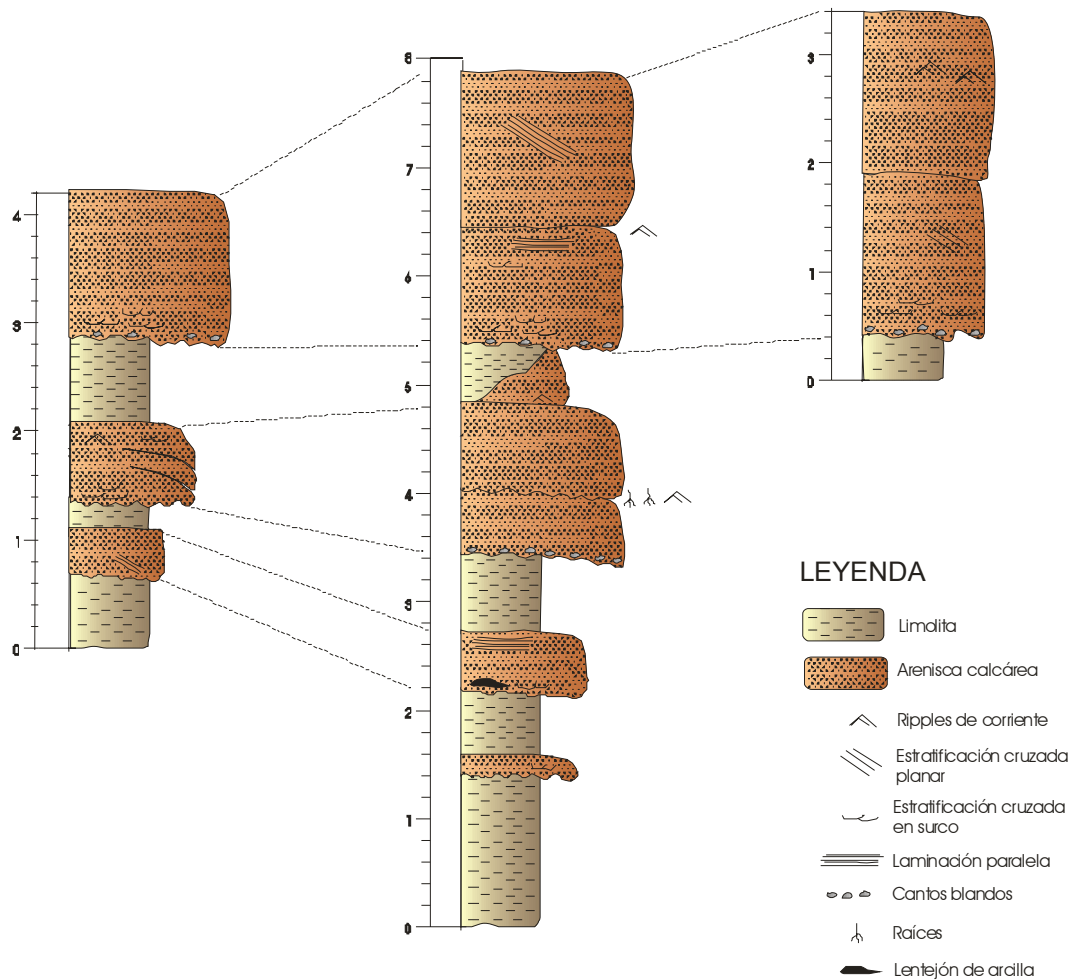 4
3
2
1
0
8
7
6
5
4
3
2
1
0
3
2
1
0
LEYENDA
Limolita
Arenisca calcárea
Ripples de corriente
Estratificación cruzada
planar
Estratificación cruzada
en surco
Laminación paralela
Cantos blandos
Raíces
Lentejón de arcilla